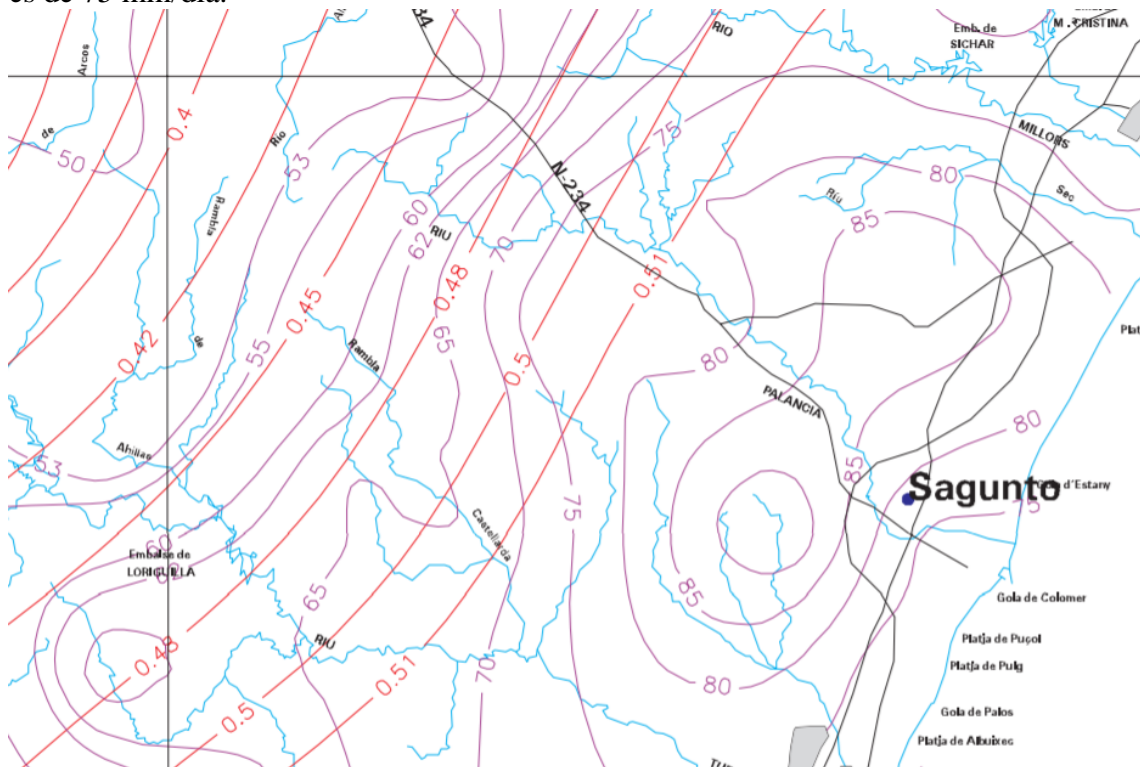 es de 75 mm/día.
Arcos
de
50
0.4
Rio
53
Rambla
de
0.42
0.45
55
53
Ahillas
60
62
Embalse de
LORIGUILLA
0.48
0.5
RIU
65
0.51
70
N-234
RIO
60
RIU
62
0.48
70
65
Rambla
0.5
Castellarda
75
75
0.51
Emb. de
SICHAR
M.ª CRISTINA
MILLORS
80
Riu
Sec
85
80
PALANCIA
85
80
Sagunto
Gola d´Estany
75
85
80
Gola de Colomer
Platja de Puçol
Platja de Puig
Gola de Palos
Platja de Albuixec